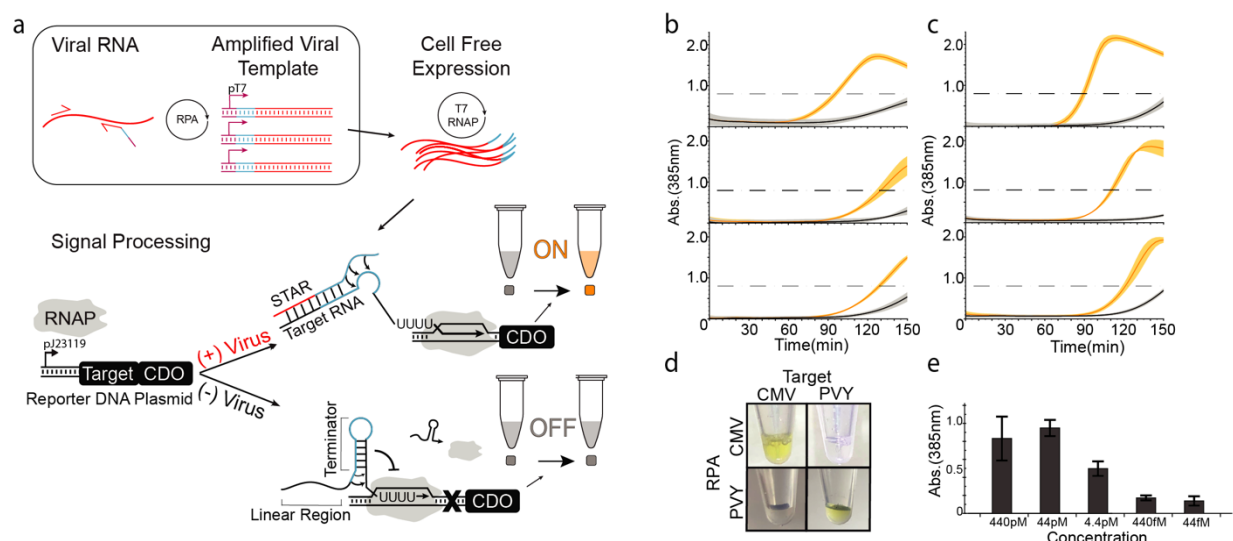 a
Viral RNA
Amplified Viral
Template
pT7
RPA
Cell Free
Expression
T7
RNAP
Signal Processing
RNAP
pJ23119
Target
CDO
Reporter DNA Plasmid
(+) Virus
(-) Virus
STAR
Target RNA
UUUU
CDO
ON
Terminator
Linear Region
UUUU
X
CDO
OFF
b
Abs.(385nm)
2.0
1.0
2.0
1.0
2.0
1.0
0
0 30 60 90 120 150
Time(min)
c
2.0
1.0
2.0
1.0
2.0
1.0
0
30 60 90 120 150
Time(min)
d
Target
CMV PVY
RPA
CMV
PVY
e
Abs.(385nm)
1.0
0.5
0
440pM 44pM 4.4pM 440fM 44fM
Concentration